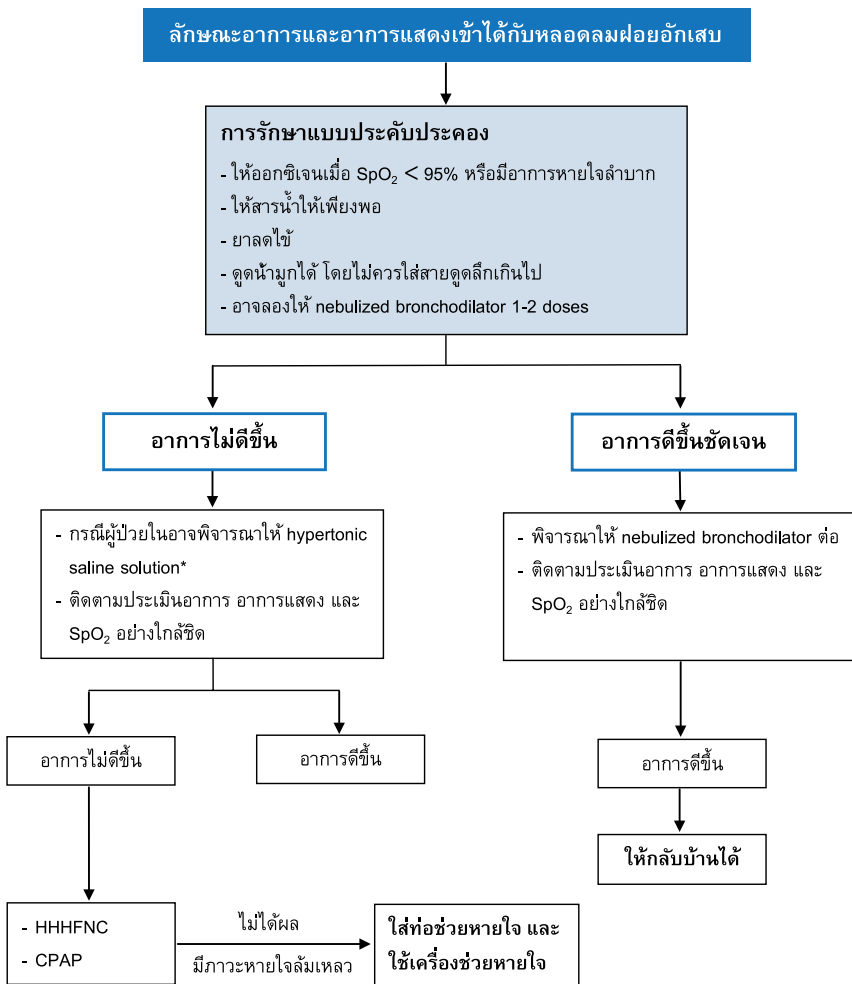 ลักษณะอาการและอาการแสดงเข้าได้กับหลอดลมฝอยอักเสบ
การรักษาแบบประคับประคอง
- ให้ออกซิเจนเมื่อ SpO₂ < 95% หรือมีอาการหายใจลำบาก
- ให้สารน้ำให้เพียงพอ
- ยาลดไข้
- ดูดน้ำมูกได้ โดยไม่ควรใส่สายดูดลึกเกินไป
- อาจลองให้ nebulized bronchodilator 1-2 doses
อาการไม่ดีขึ้น
อาการดีขึ้นชัดเจน
- กรณีผู้ป่วยในอาจพิจารณาให้ hypertonic
saline solution*
- ติดตามประเมินอาการ อาการแสดง และ
SpO₂ อย่างใกล้ชิด
- พิจารณาให้ nebulized bronchodilator ต่อ
- ติดตามประเมินอาการ อาการแสดง และ
SpO₂ อย่างใกล้ชิด
อาการไม่ดีขึ้น
อาการดีขึ้น
อาการดีขึ้น
ให้กลับบ้านได้
- HHHFNC
- CPAP
ไม่ได้ผล
มีภาวะหายใจล้มเหลว
ใส่ท่อช่วยหายใจ และ
ใช้เครื่องช่วยหายใจ